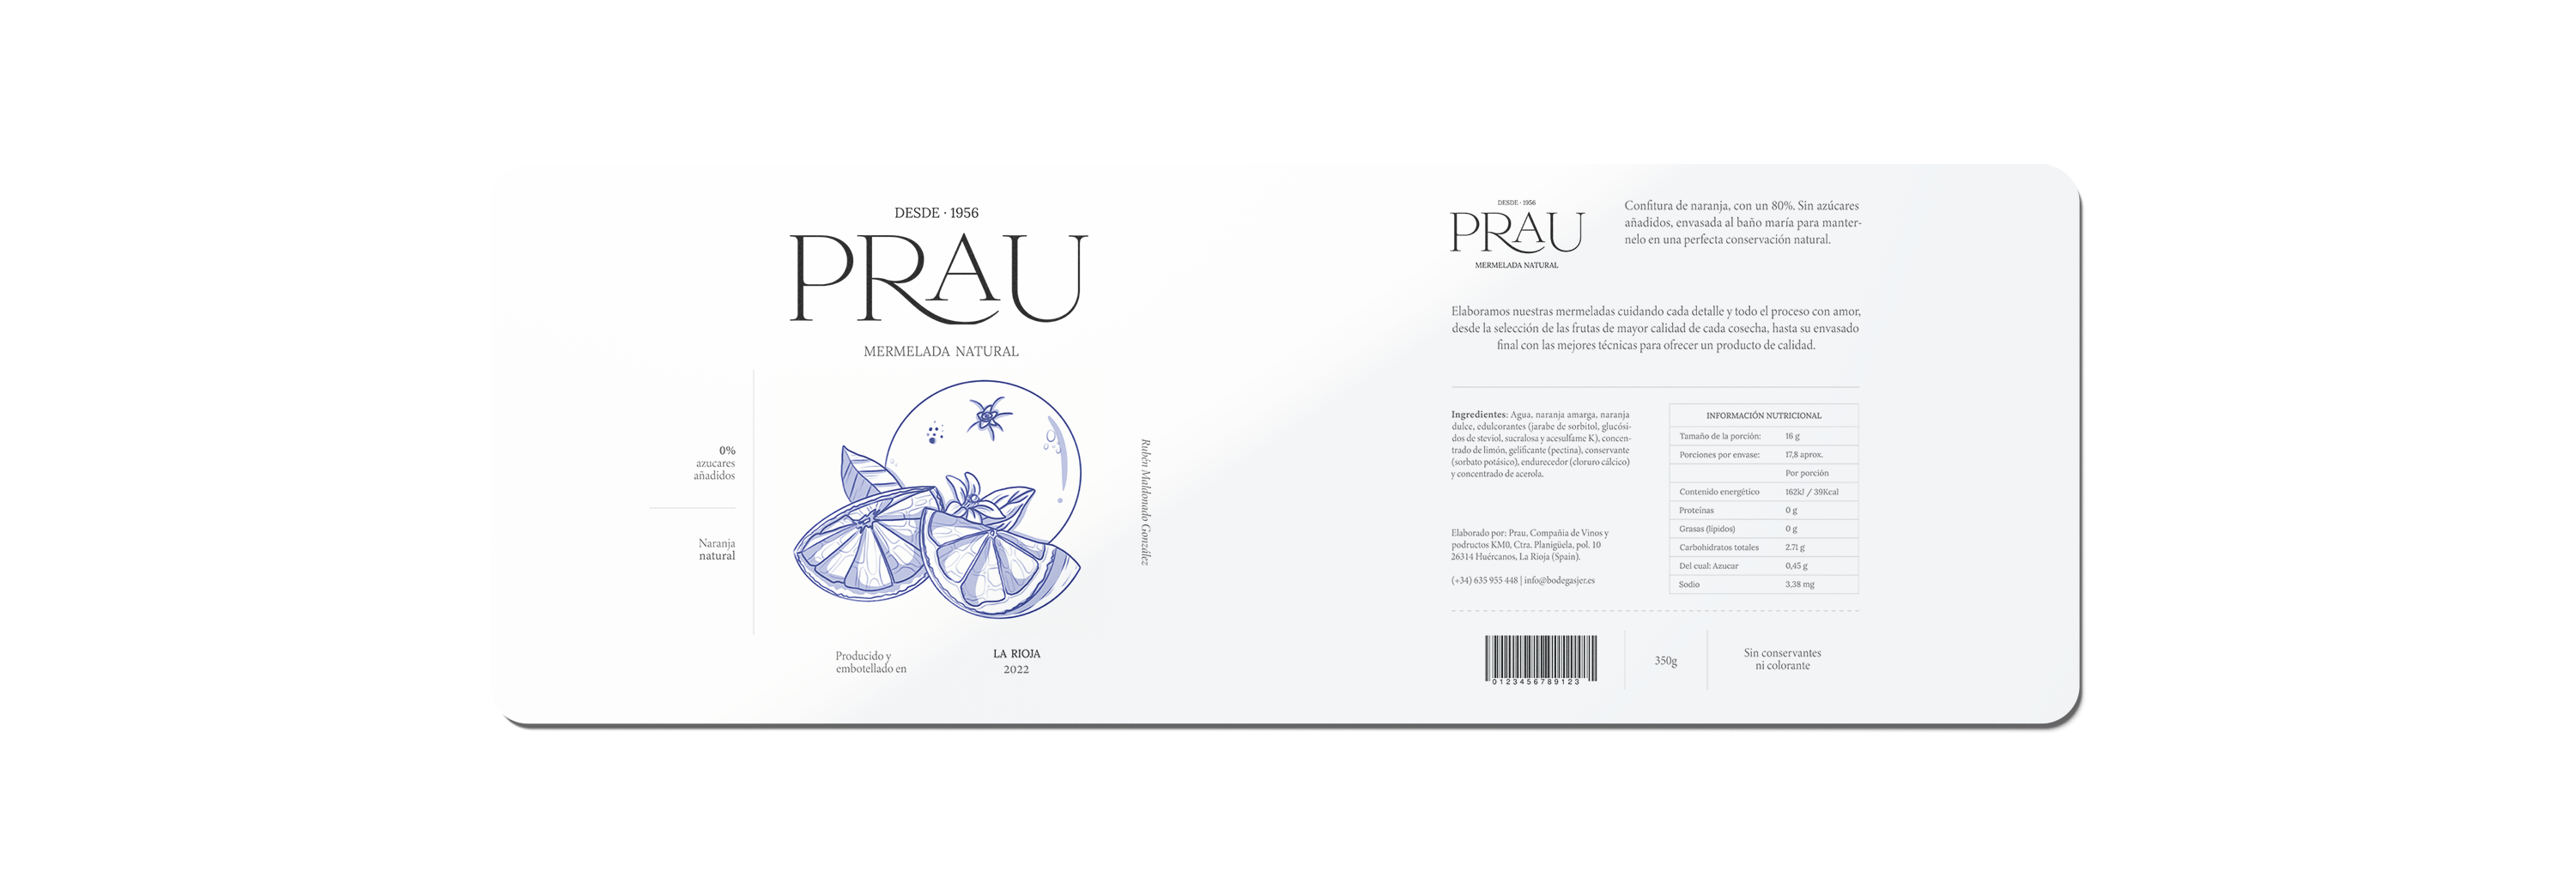 DESDE · 1956
PRAU
MERMELADA NATURAL
0%
azucares
añadidos
Naranja
natural
Rubén Maldonado González
Producido y
embotellado en
LA RIOJA
2022
DESDE · 1956
PRAU
MERMELADA NATURAL
Confitura de naranja, con un 80%. Sin azúcares
añadidos, envasada al baño maría para manter-
nelo en una perfecta conservación natural.
Elaboramos nuestras mermeladas cuidando cada detalle y todo el proceso con amor,
desde la selección de las frutas de mayor calidad de cada cosecha, hasta su envasado
final con las mejores técnicas para ofrecer un producto de calidad.
Ingredientes: Agua, naranja amarga, naranja
dulce, edulcorantes (jarabe de sorbitol, glucósi-
dos de steviol, sucralosa y acesulfame K), concen-
trado de limón, gelificante (pectina), conservante
(sorbato potásico), endurecedor (cloruro cálcico)
y concentrado de acerola.
Elaborado por: Prau, Compañia de Vinos y
podructos KM0, Ctra. Planigüela, pol. 10
26314 Huércanos, La Rioja (Spain).
(+34) 635 955 448 | info@bodegasjer.es
INFORMACIÓN NUTRICIONAL
Tamaño de la porción: 16 g
Porciones por envase: 17,8 aprox.
Por porción
Contenido energético 162kJ / 39Kcal
Proteínas 0 g
Grasas (lípidos) 0 g
Carbohidratos totales 2.71 g
Del cual: Azucar 0,45 g
Sodio 3,38 mg
0123456789123
350g
Sin conservantes
ni colorante